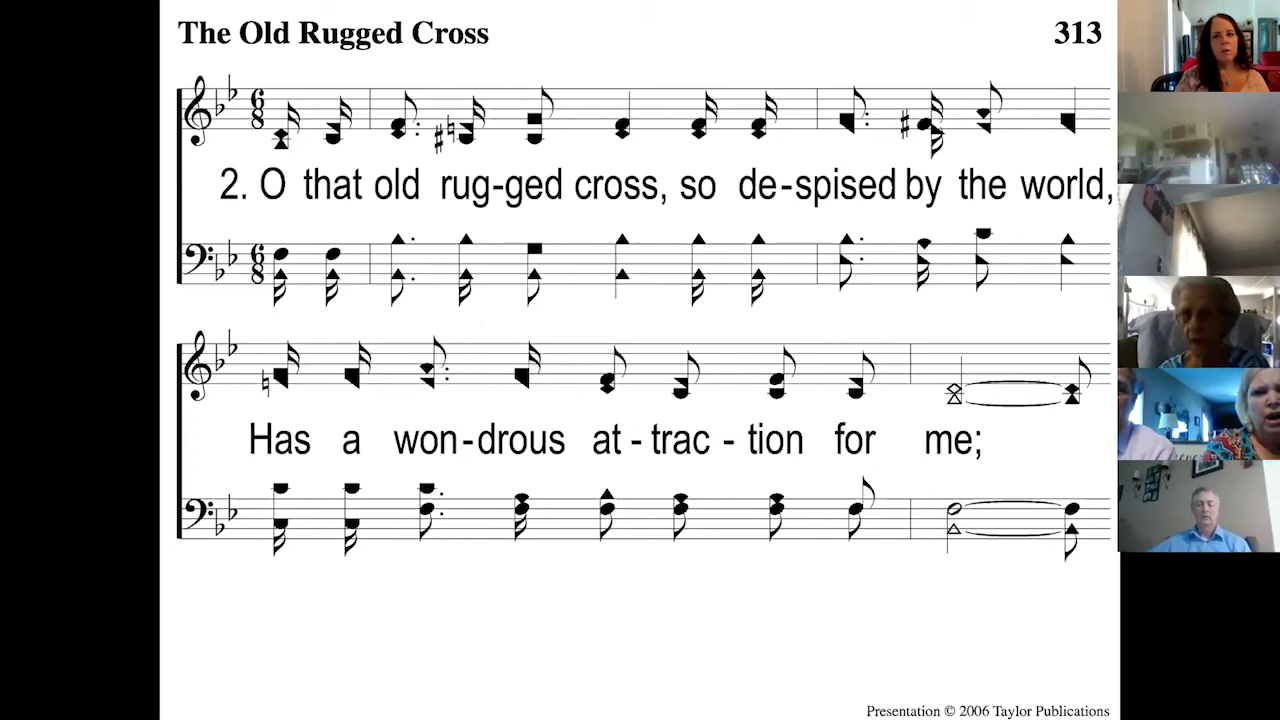 The Old Rugged Cross 313
2. O that old rug-ged cross, so de-spised by the world,
Has a won-drous at-trac-tion for me;
Presentation © 2006 Taylor Publications